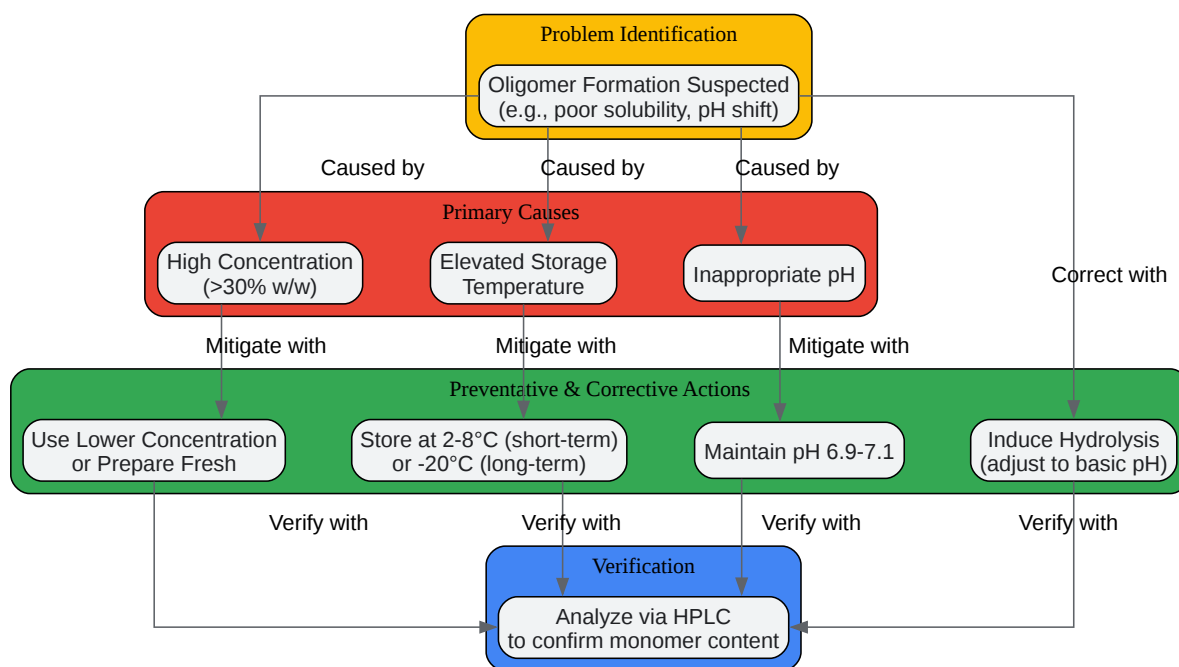 Problem Identification
Oligomer Formation Suspected
(e.g., poor solubility, pH shift)
Caused by
Caused by
Caused by
Primary Causes
High Concentration
(>30% w/w)
Elevated Storage
Temperature
Inappropriate pH
Correct with
Mitigate with
Mitigate with
Mitigate with
Preventative & Corrective Actions
Use Lower Concentration
or Prepare Fresh
Store at 2-8°C (short-term)
or -20°C (long-term)
Maintain pH 6.9-7.1
Induce Hydrolysis
(adjust to basic pH)
Verify with
Verify with
Verify with
Verify with
Verification
Analyze via HPLC
to confirm monomer content